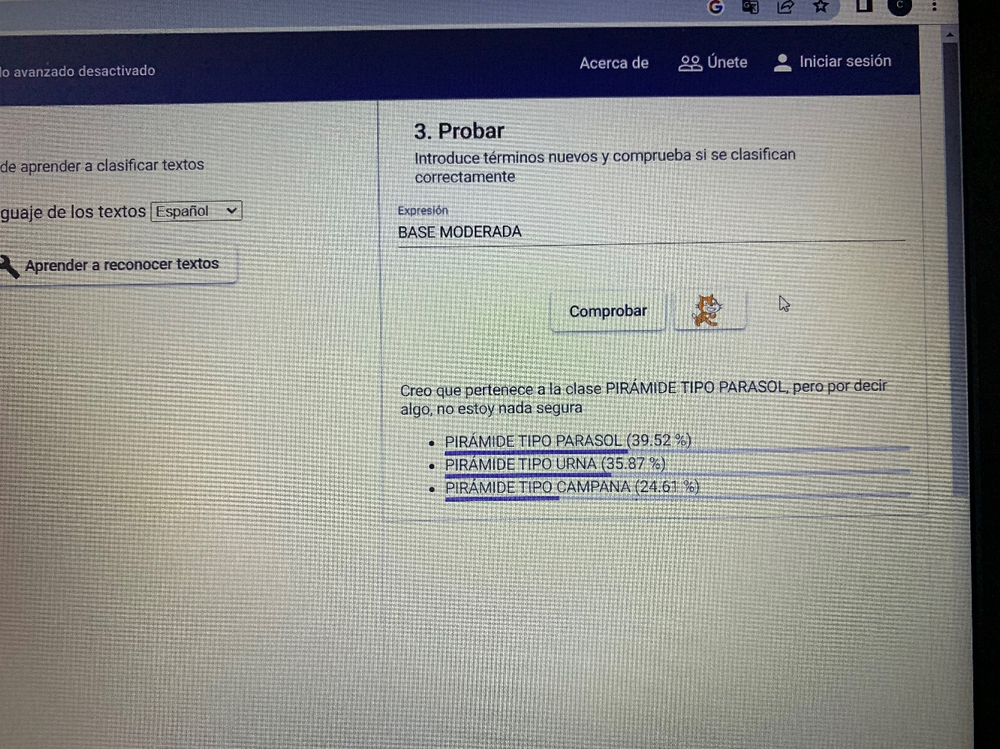 lo avanzado desactivado
Acerca de
Únete
Iniciar sesión
de aprender a clasificar textos
guaje de los textos
Español
Aprender a reconocer textos
3. Probar
Introduce términos nuevos y comprueba si se clasifican
correctamente
Expresión
BASE MODERADA
Comprobar
Creo que pertenece a la clase PIRÁMIDE TIPO PARASOL, pero por decir
algo, no estoy nada segura
PIRÁMIDE TIPO PARASOL (39.52 %)
PIRÁMIDE TIPO URNA (35.87 %)
PIRÁMIDE TIPO CAMPANA (24.61 %)